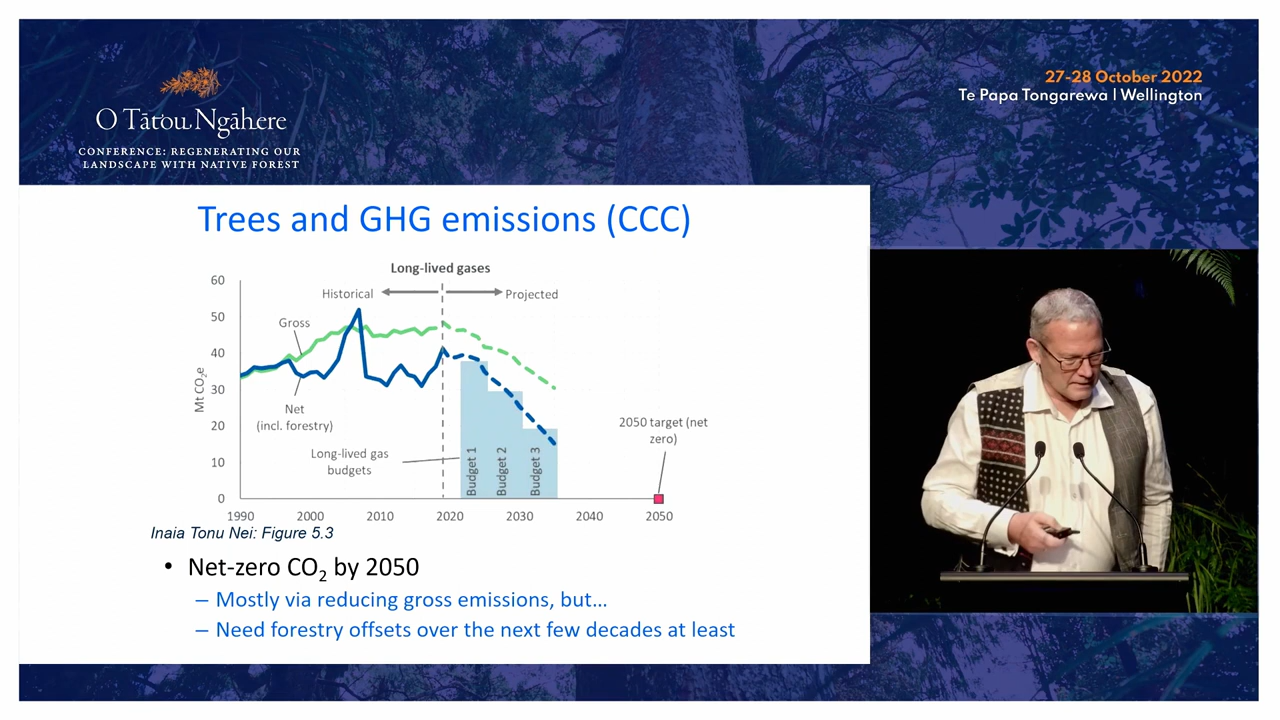 27-28 October 2022
Te Papa Tongarewa | Wellington
O Tātou Ngāhere
CONFERENCE: REGENERATING OUR
LANDSCAPE WITH NATIVE FOREST
Trees and GHG emissions (CCC)
Long-lived gases
Historical
Projected
Gross
Net
(incl. forestry)
Long-lived gas
budgets
Budget 1
Budget 2
Budget 3
2050 target (net
zero)
Mt CO₂e
60
50
40
30
20
10
0
1990 2000 2010 2020 2030 2040 2050
Inaia Tonu Nei: Figure 5.3
• Net-zero CO₂ by 2050
– Mostly via reducing gross emissions, but...
– Need forestry offsets over the next few decades at least